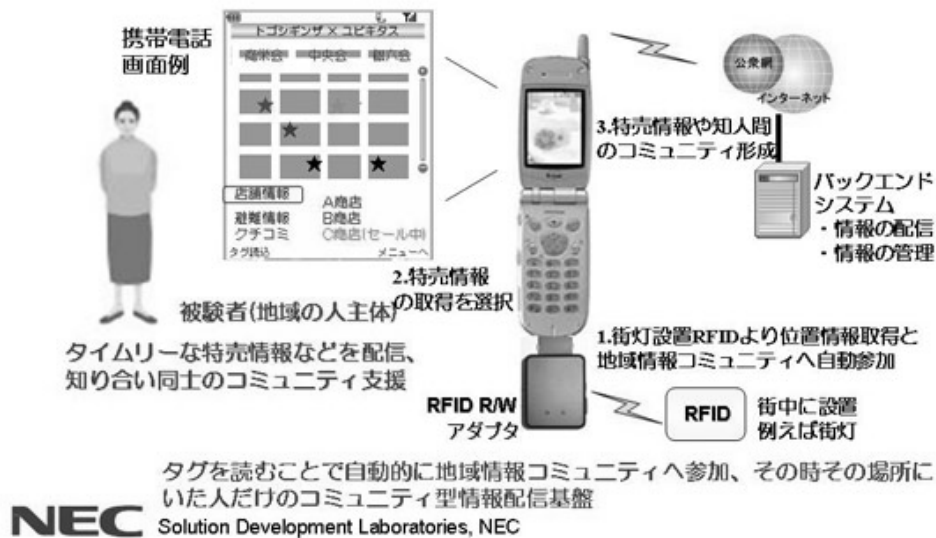 携帯電話
画面例
トゴシギンザ × ユビキタス
商栄会 中央会 銀六会
店舗情報
避難情報
クチコミ
A商店
B商店
C商店(セール中)
タグ読込 メニューへ
被験者(地域の人主体)
タイムリーな特売情報などを配信、
知り合い同士のコミュニティ支援
2.特売情報
の取得を選択
公衆網
インターネット
3.特売情報や知人間
のコミュニティ形成
バックエンド
システム
・情報の配信
・情報の管理
1.街灯設置RFIDより位置情報取得と
地域情報コミュニティへ自動参加
RFID R/W
アダプタ
RFID
街中に設置
例えば街灯
タグを読むことで自動的に地域情報コミュニティへ参加、その時その場所に
いた人だけのコミュニティ型情報配信基盤
NEC Solution Development Laboratories, NEC